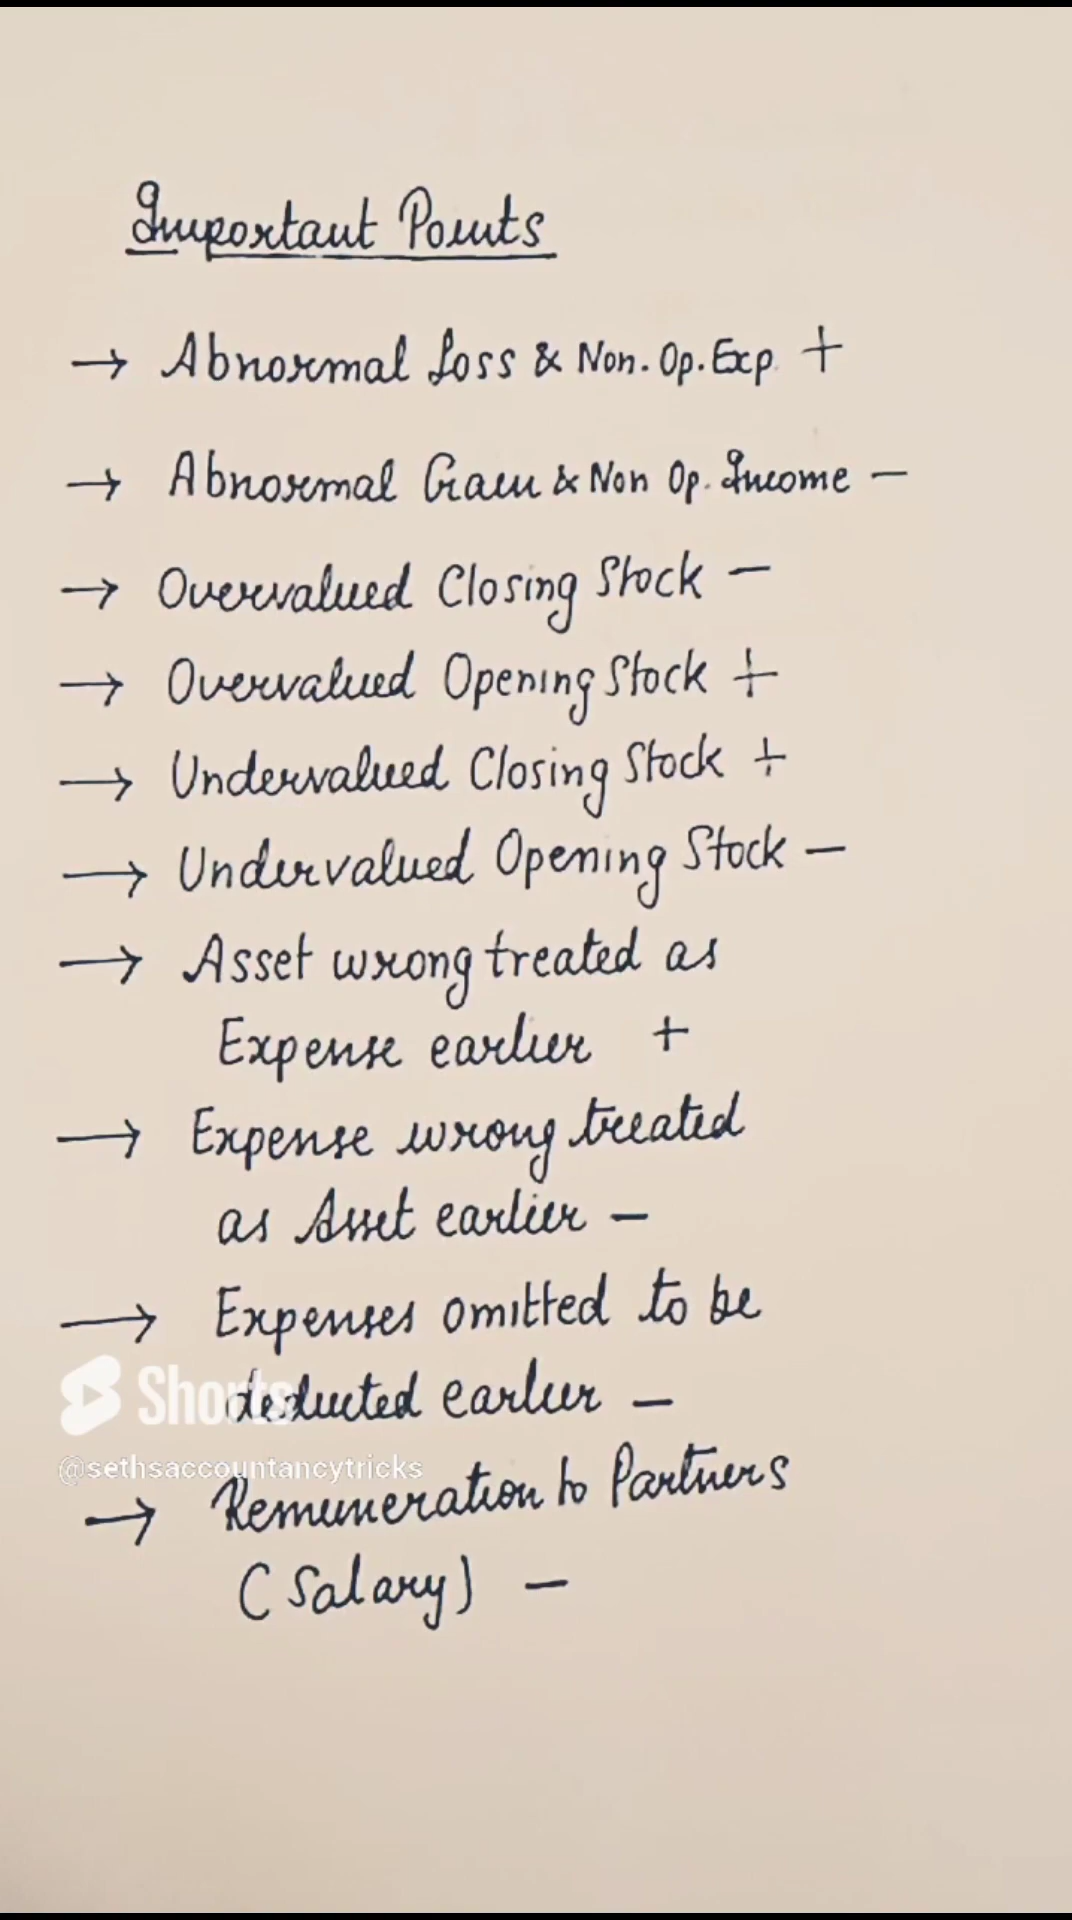 Important Points
→ Abnormal Loss & Non. Op. Exp. +
→ Abnormal Gain & Non Op. Income −
→ Overvalued Closing Stock −
→ Overvalued Opening Stock +
→ Undervalued Closing Stock +
→ Undervalued Opening Stock −
→ Asset wrong treated as
Expense earlier +
→ Expense wrong treated
as Asset earlier −
→ Expenses omitted to be
Shorts
deducted earlier −
@sethsaccountancytricks
→ Remuneration to Partners
(Salary) −